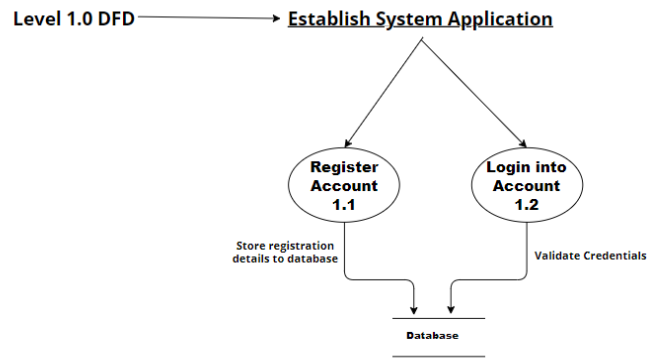 Level 1.0 DFD
Establish System Application
Register
Account
1.1
Login into
Account
1.2
Store registration
details to database
Validate Credentials
Database